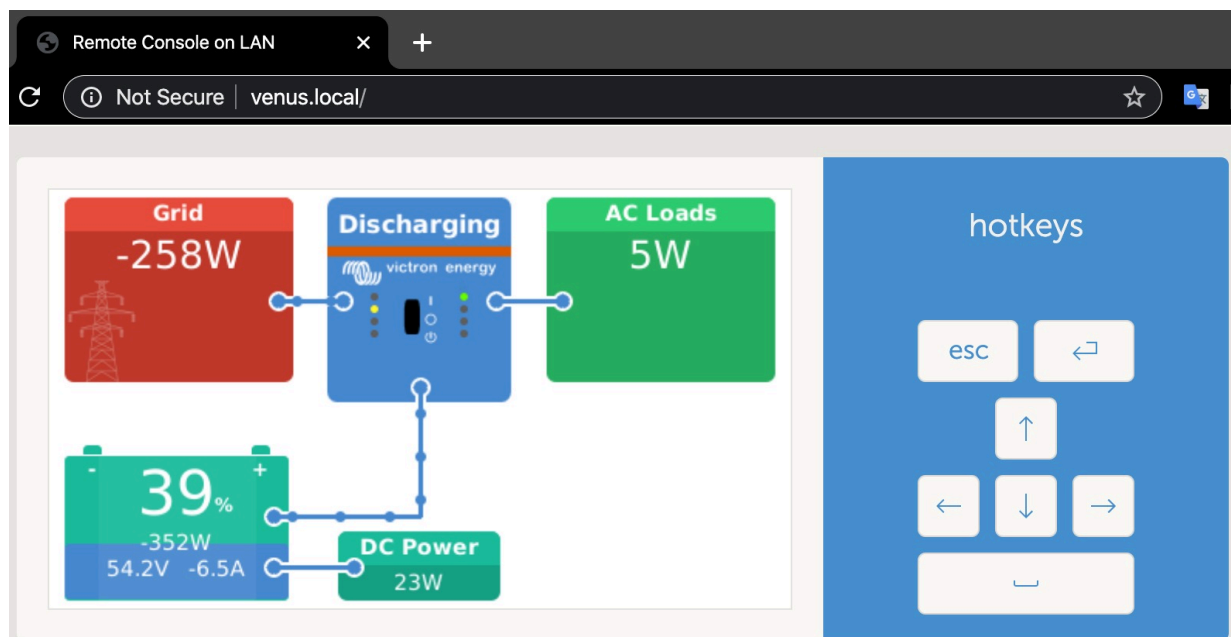 Remote Console on LAN
Not Secure venus.local/
Grid
-258W
Discharging
victron energy
AC Loads
5W
hotkeys
esc
- +
39%
-352W
54.2V -6.5A
DC Power
23W